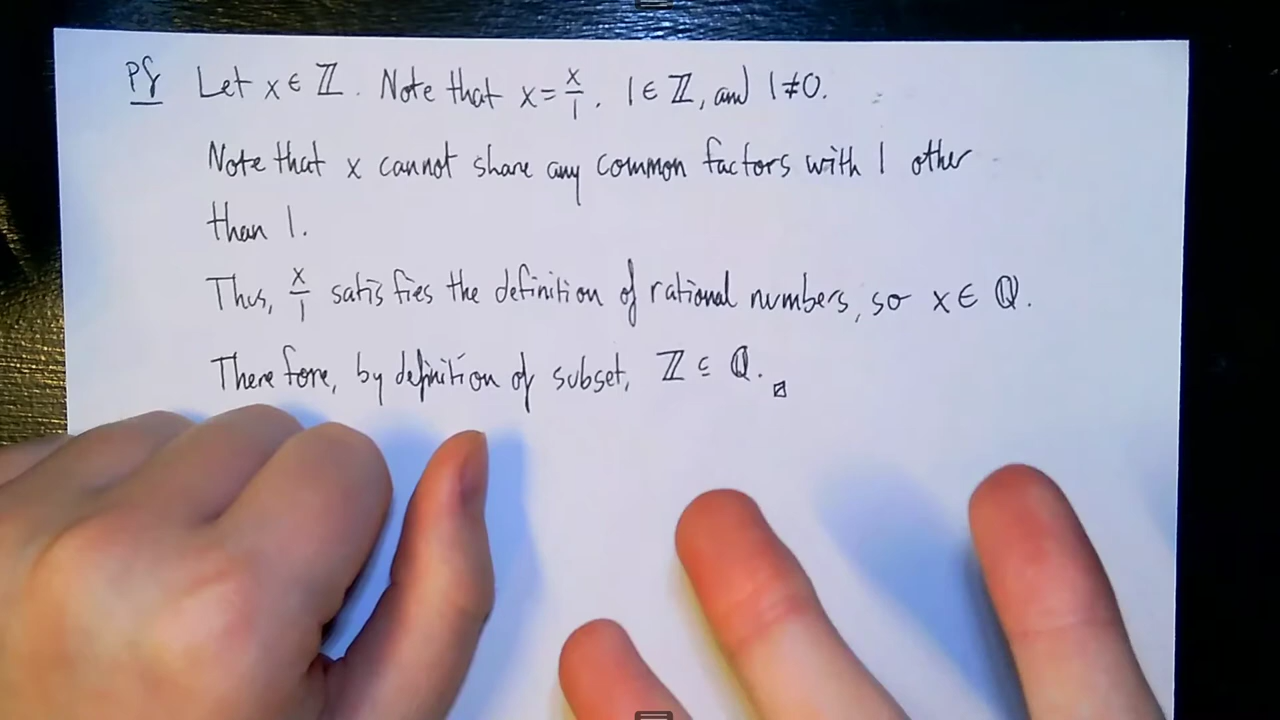 Pf Let x ∈ ℤ. Note that x = x/1. 1 ∈ ℤ, and 1 ≠ 0.
Note that x cannot share any common factors with 1 other
than 1.
Thus, x/1 satisfies the definition of rational numbers, so x ∈ ℚ.
Therefore, by definition of subset, ℤ ⊆ ℚ.